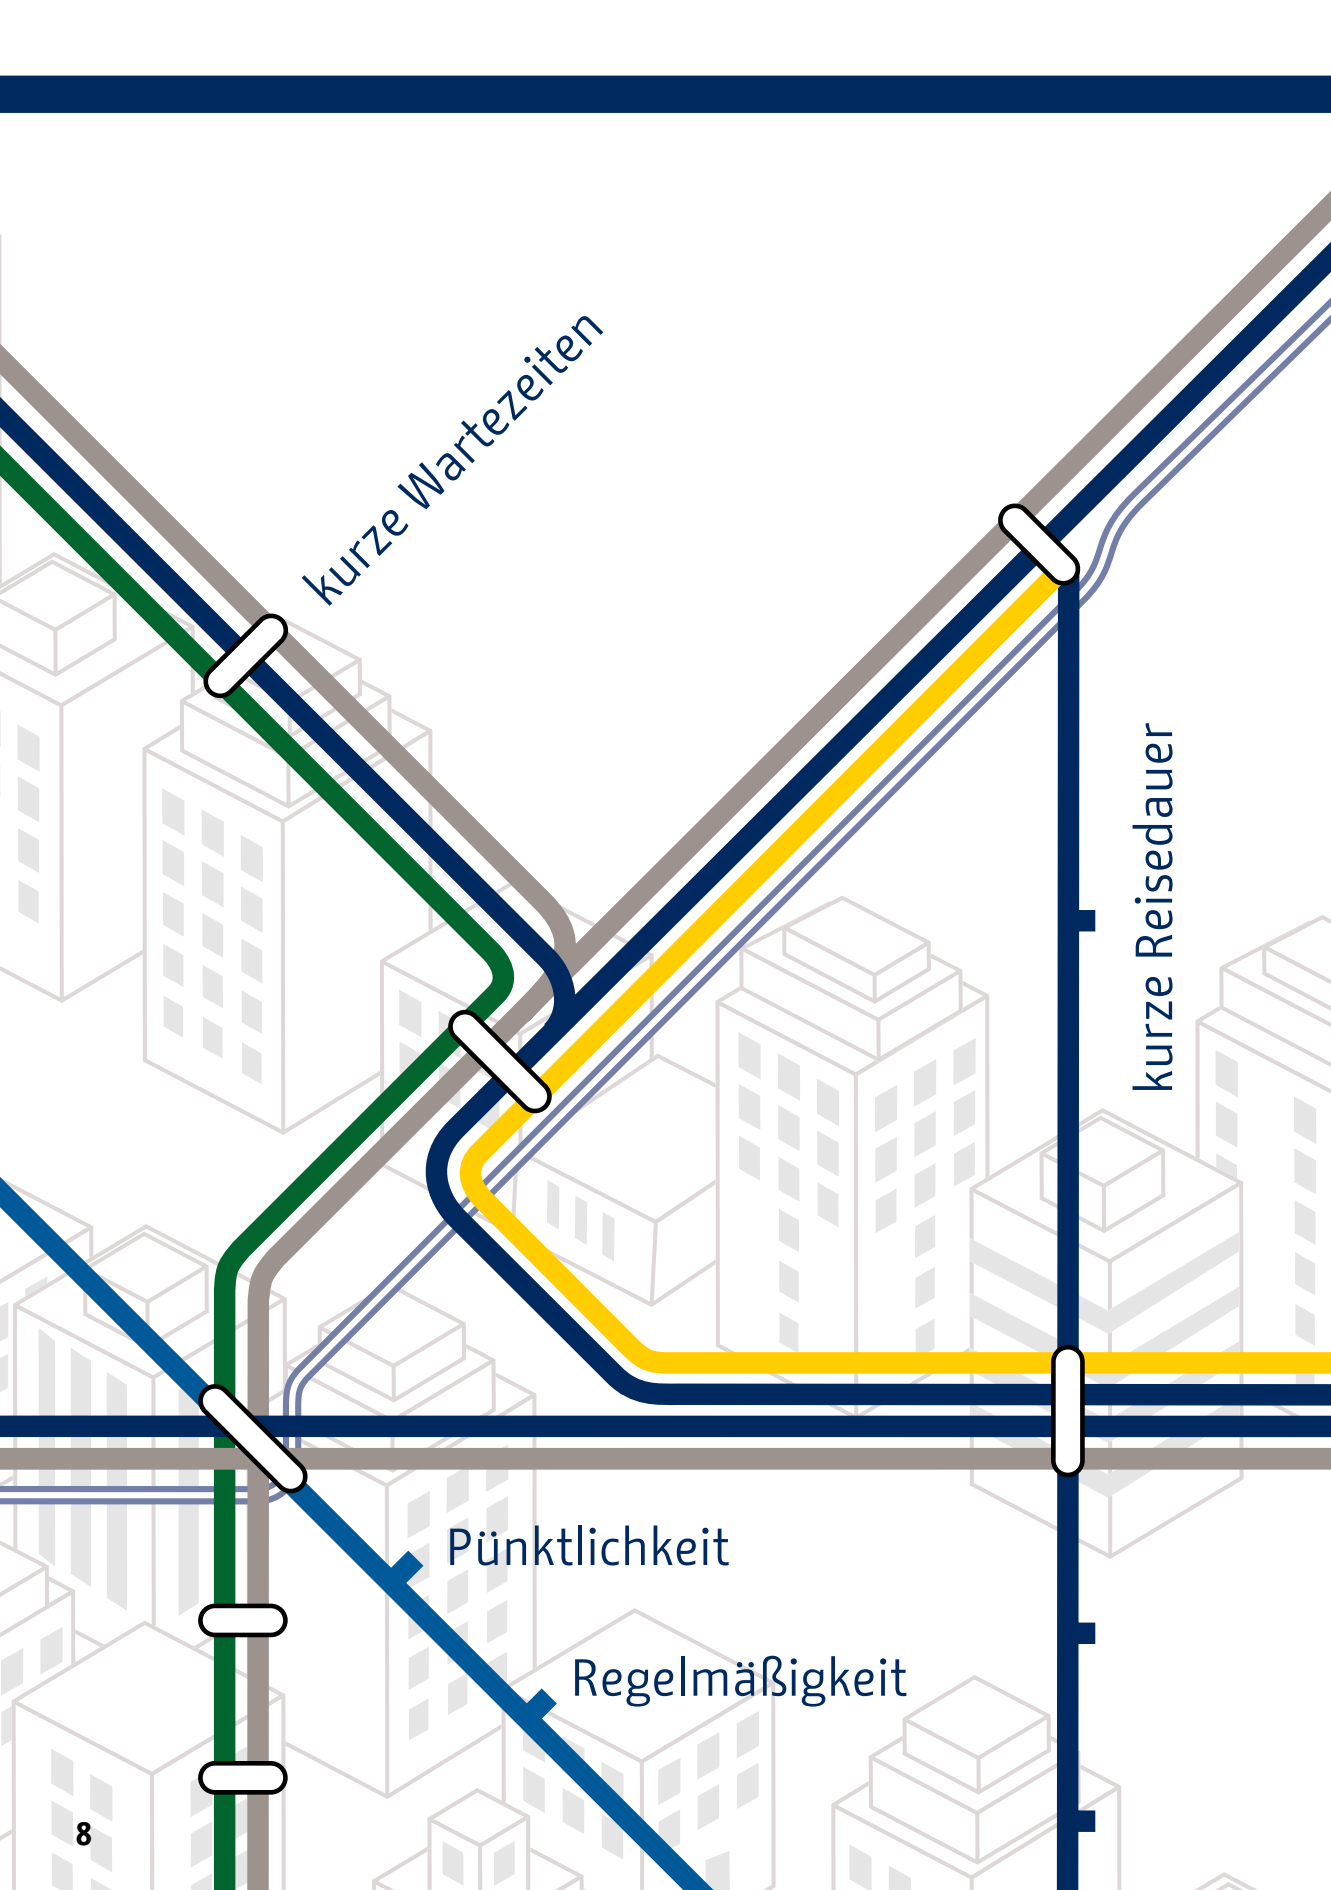 kurze Wartezeiten
kurze Reisedauer
Pünktlichkeit
Regelmäßigkeit
8